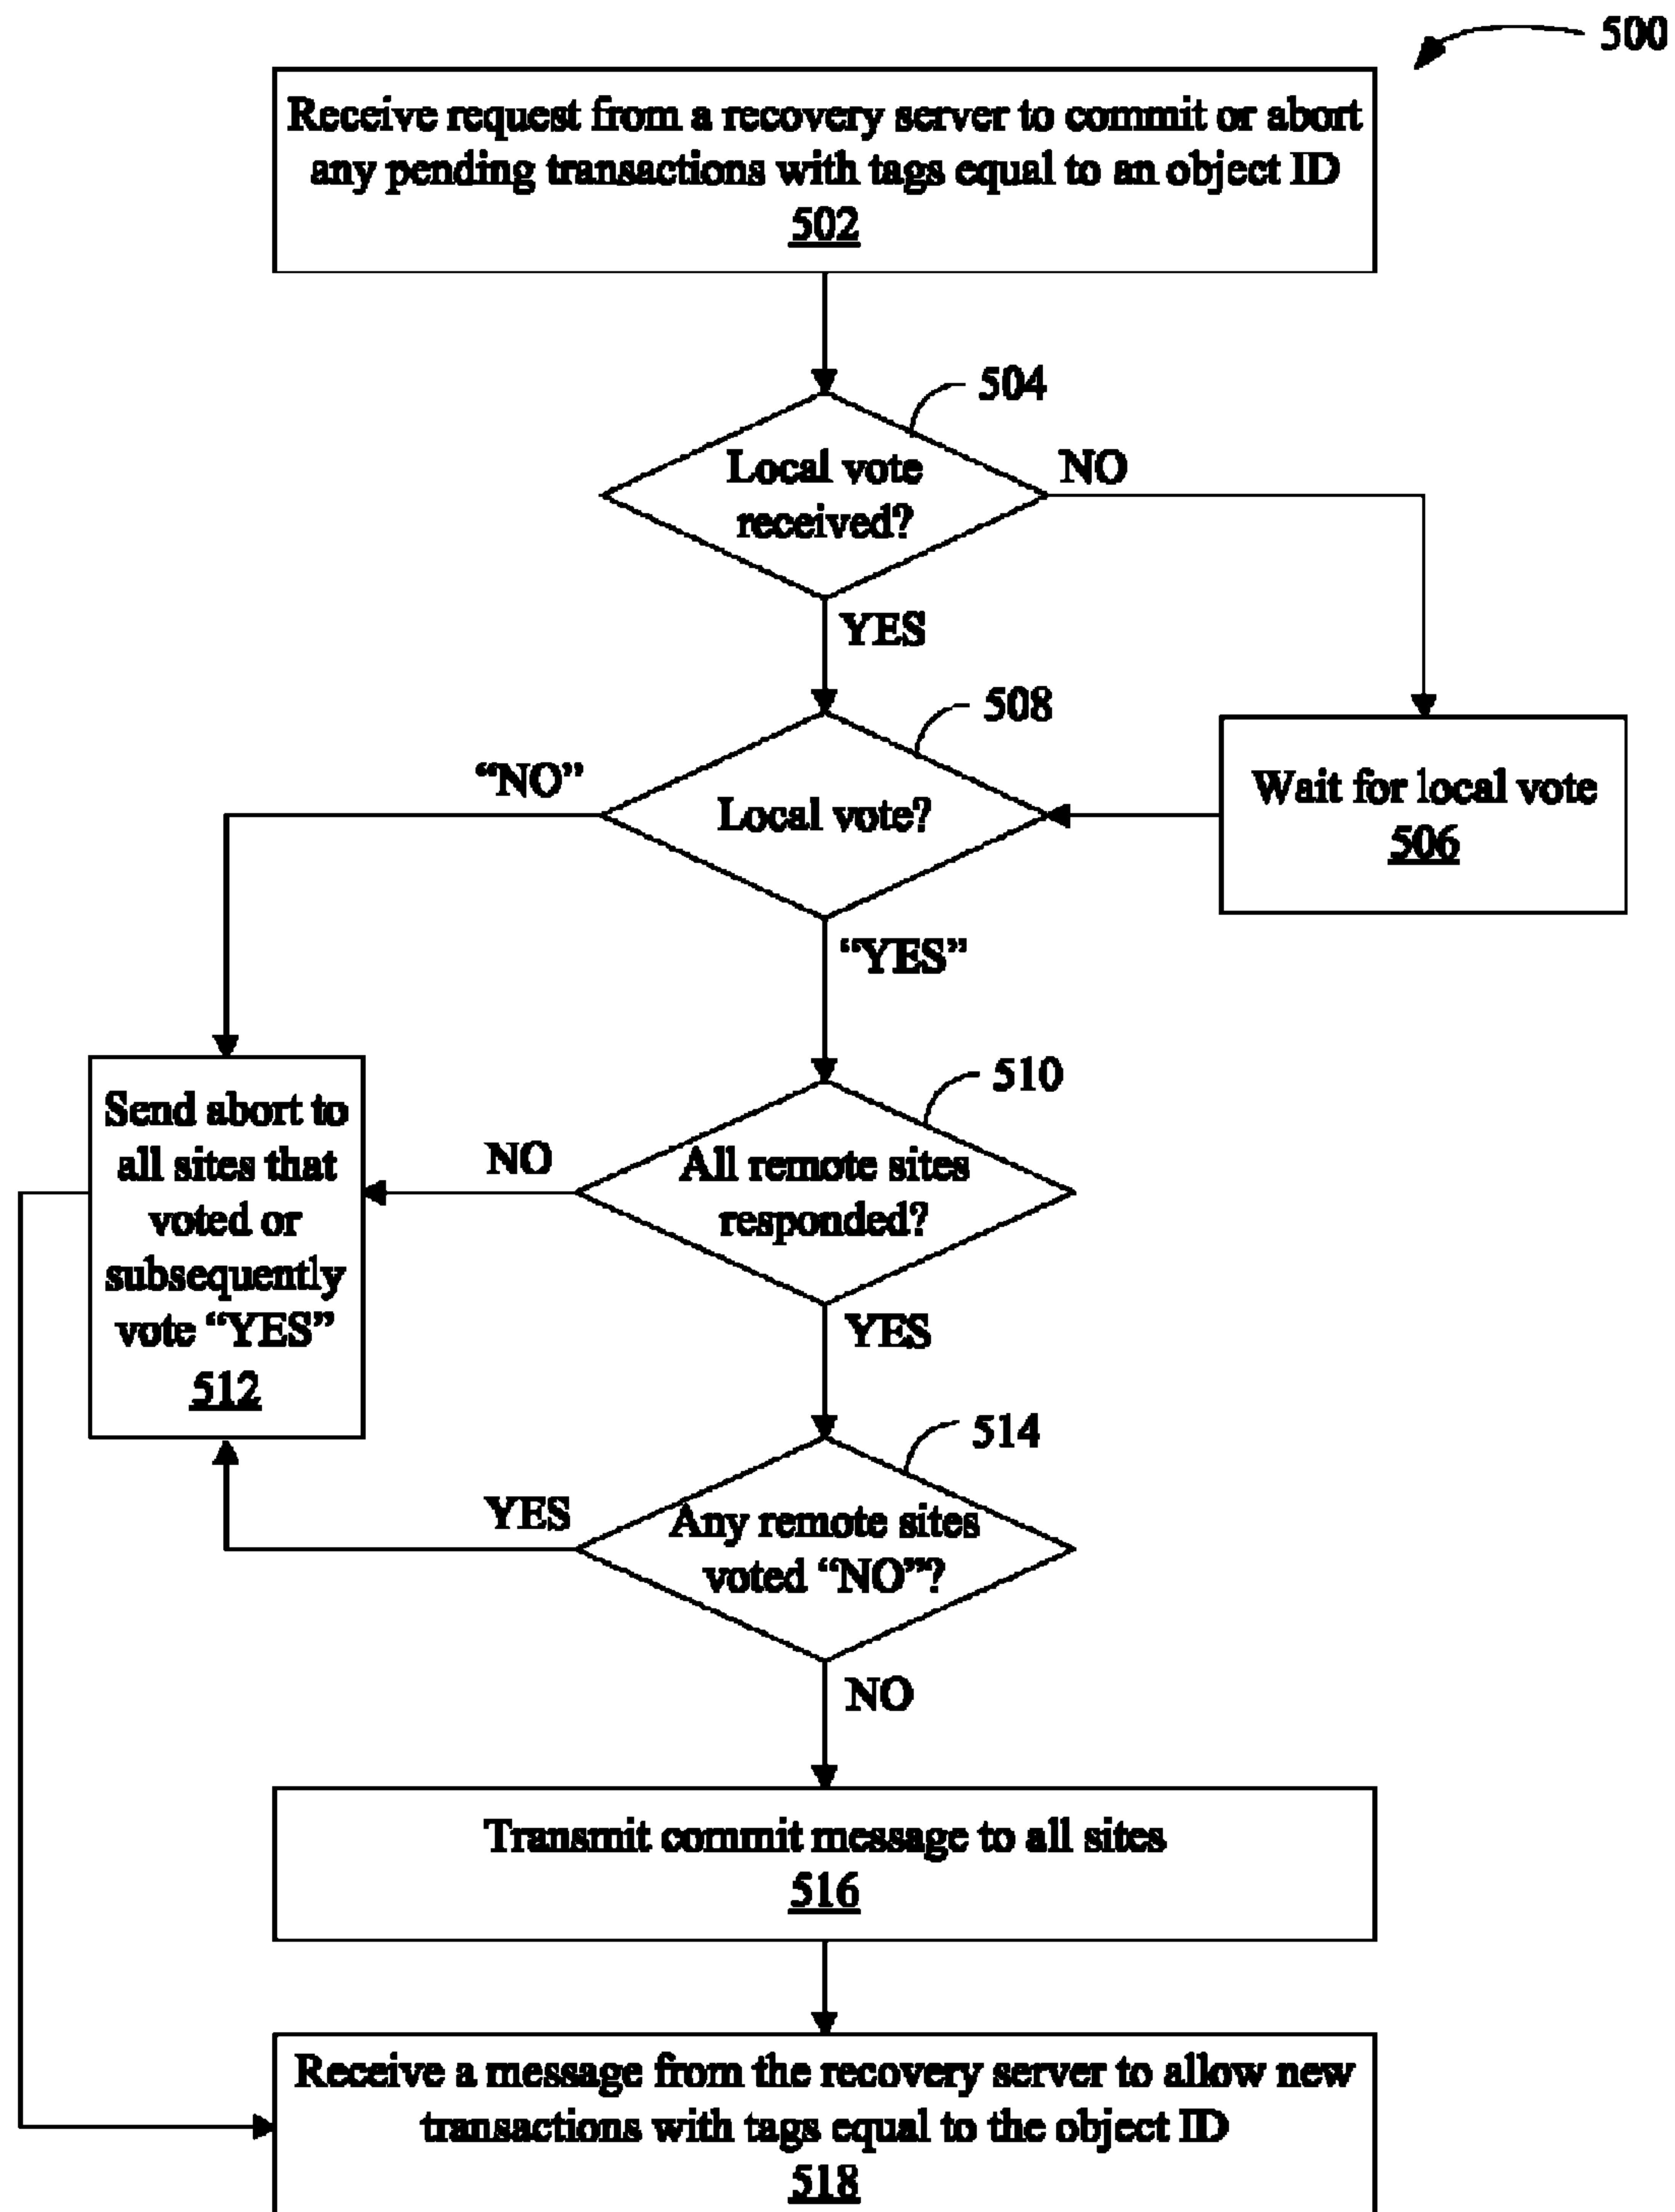 500
Receive request from a recovery server to commit or abort
any pending transactions with tags equal to an object ID
502
504
Local vote
received?
NO
YES
508
Local vote?
“NO”
Wait for local vote
506
“YES”
510
All remote sites
responded?
NO
Send abort to
all sites that
voted or
subsequently
vote “YES”
512
YES
514
Any remote sites
voted “NO”?
YES
NO
Transmit commit message to all sites
516
Receive a message from the recovery server to allow new
transactions with tags equal to the object ID
518